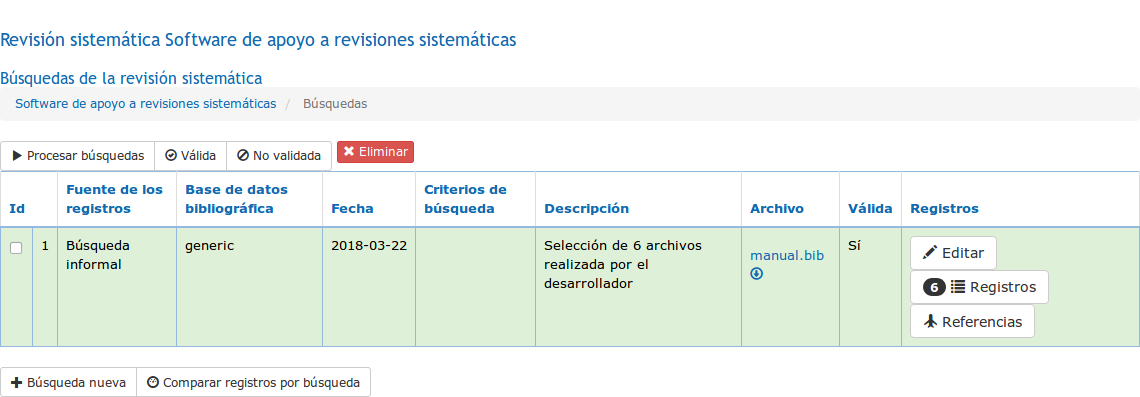 Revisión sistemática Software de apoyo a revisiones sistemáticas
Búsquedas de la revisión sistemática
Software de apoyo a revisiones sistemáticas / Búsquedas
Procesar búsquedas Válida No validada Eliminar
Id Fuente de los registros Base de datos bibliográfica Fecha Criterios de búsqueda Descripción Archivo Válida Registros
1 Búsqueda informal generic 2018-03-22 Selección de 6 archivos realizada por el desarrollador manual.bib Sí
Editar
6 Registros
Referencias
Búsqueda nueva Comparar registros por búsqueda